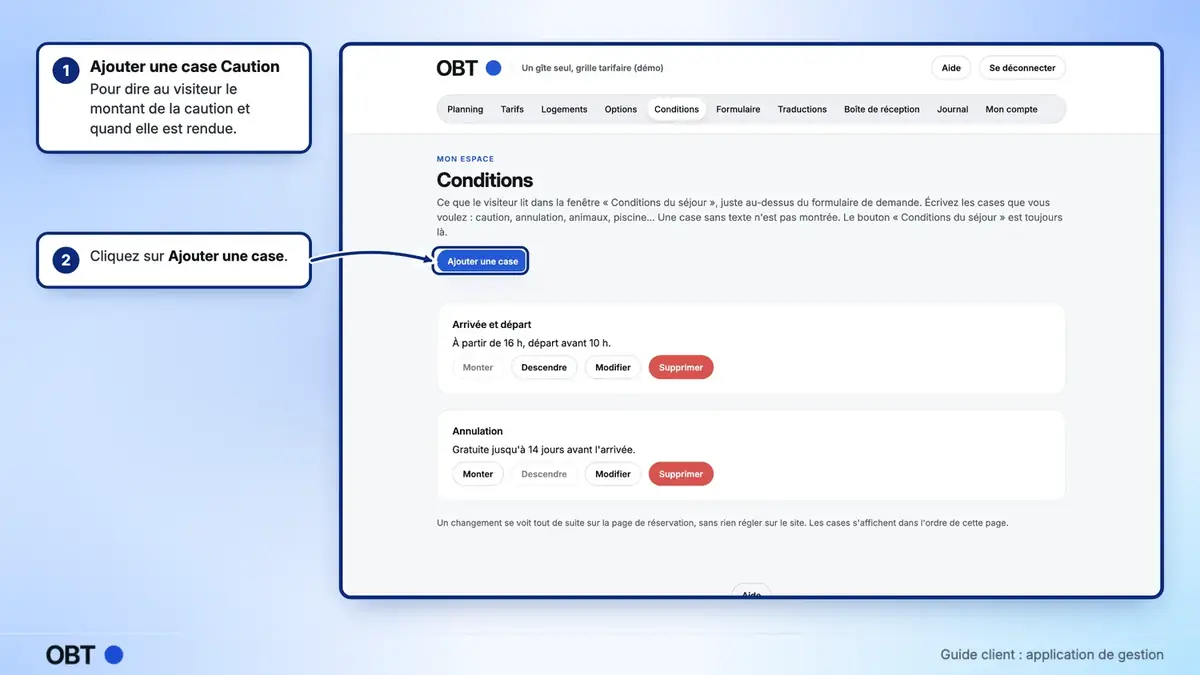 1
Ajouter une case Caution
Pour dire au visiteur le
montant de la caution et
quand elle est rendue.
2
Cliquez sur Ajouter une case.
OBT
Un gîte seul, grille tarifaire (démo)
Aide
Se déconnecter
Planning
Tarifs
Logements
Options
Conditions
Formulaire
Traductions
Boîte de réception
Journal
Mon compte
MON ESPACE
Conditions
Ce que le visiteur lit dans la fenêtre « Conditions du séjour », juste au-dessus du formulaire de demande. Écrivez les cases que vous
voulez : caution, annulation, animaux, piscine... Une case sans texte n'est pas montrée. Le bouton « Conditions du séjour » est toujours
là.
Ajouter une case
Arrivée et départ
À partir de 16 h, départ avant 10 h.
Monter
Descendre
Modifier
Supprimer
Annulation
Gratuite jusqu'à 14 jours avant l'arrivée.
Monter
Descendre
Modifier
Supprimer
Un changement se voit tout de suite sur la page de réservation, sans rien régler sur le site. Les cases s'affichent dans l'ordre de cette page.
Aide
OBT
Guide client : application de gestion